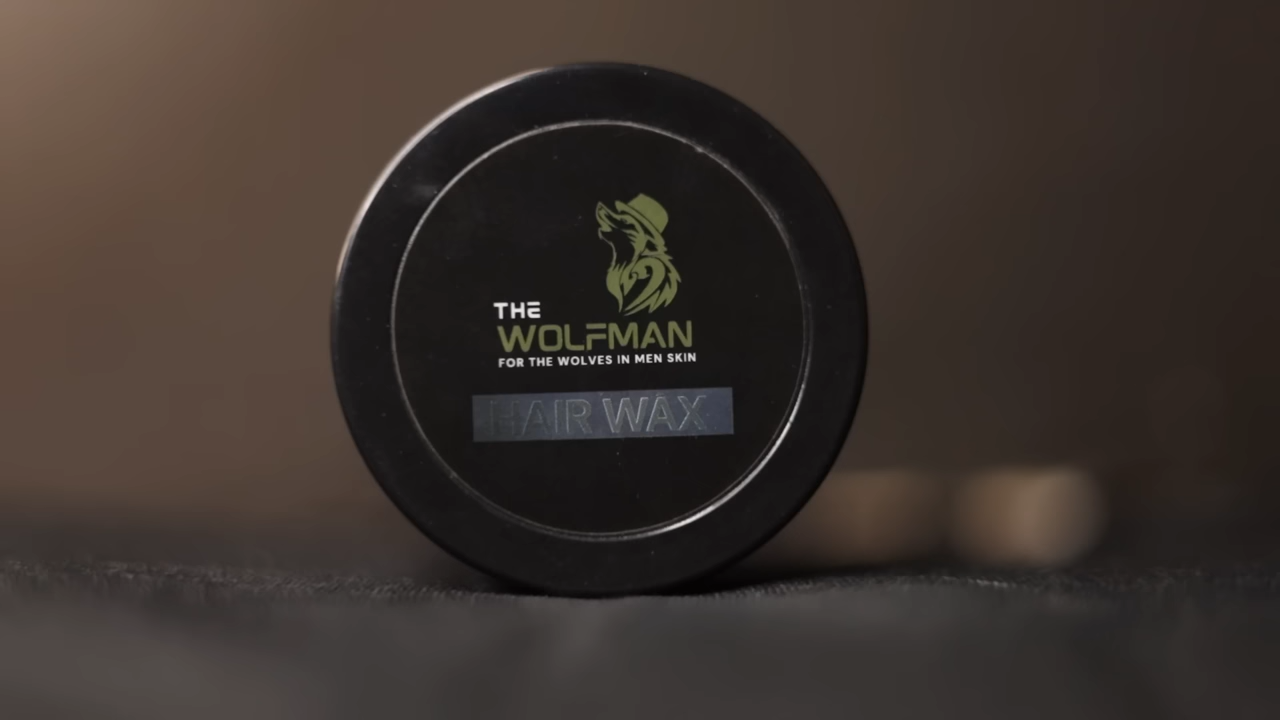 THE
WOLFMAN
FOR THE WOLVES IN MEN SKIN
HAIR WAX